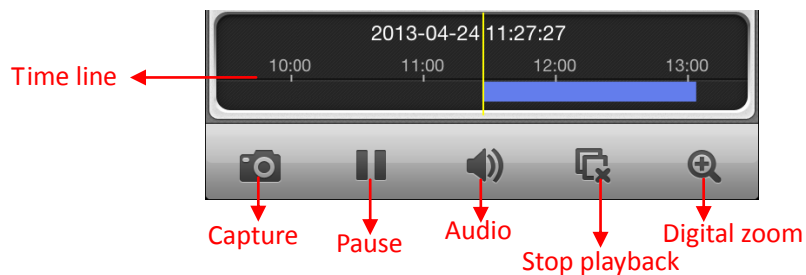 2013-04-24 11:27:27
10:00 11:00 12:00 13:00
Time line
Capture Pause Audio Stop playback Digital zoom